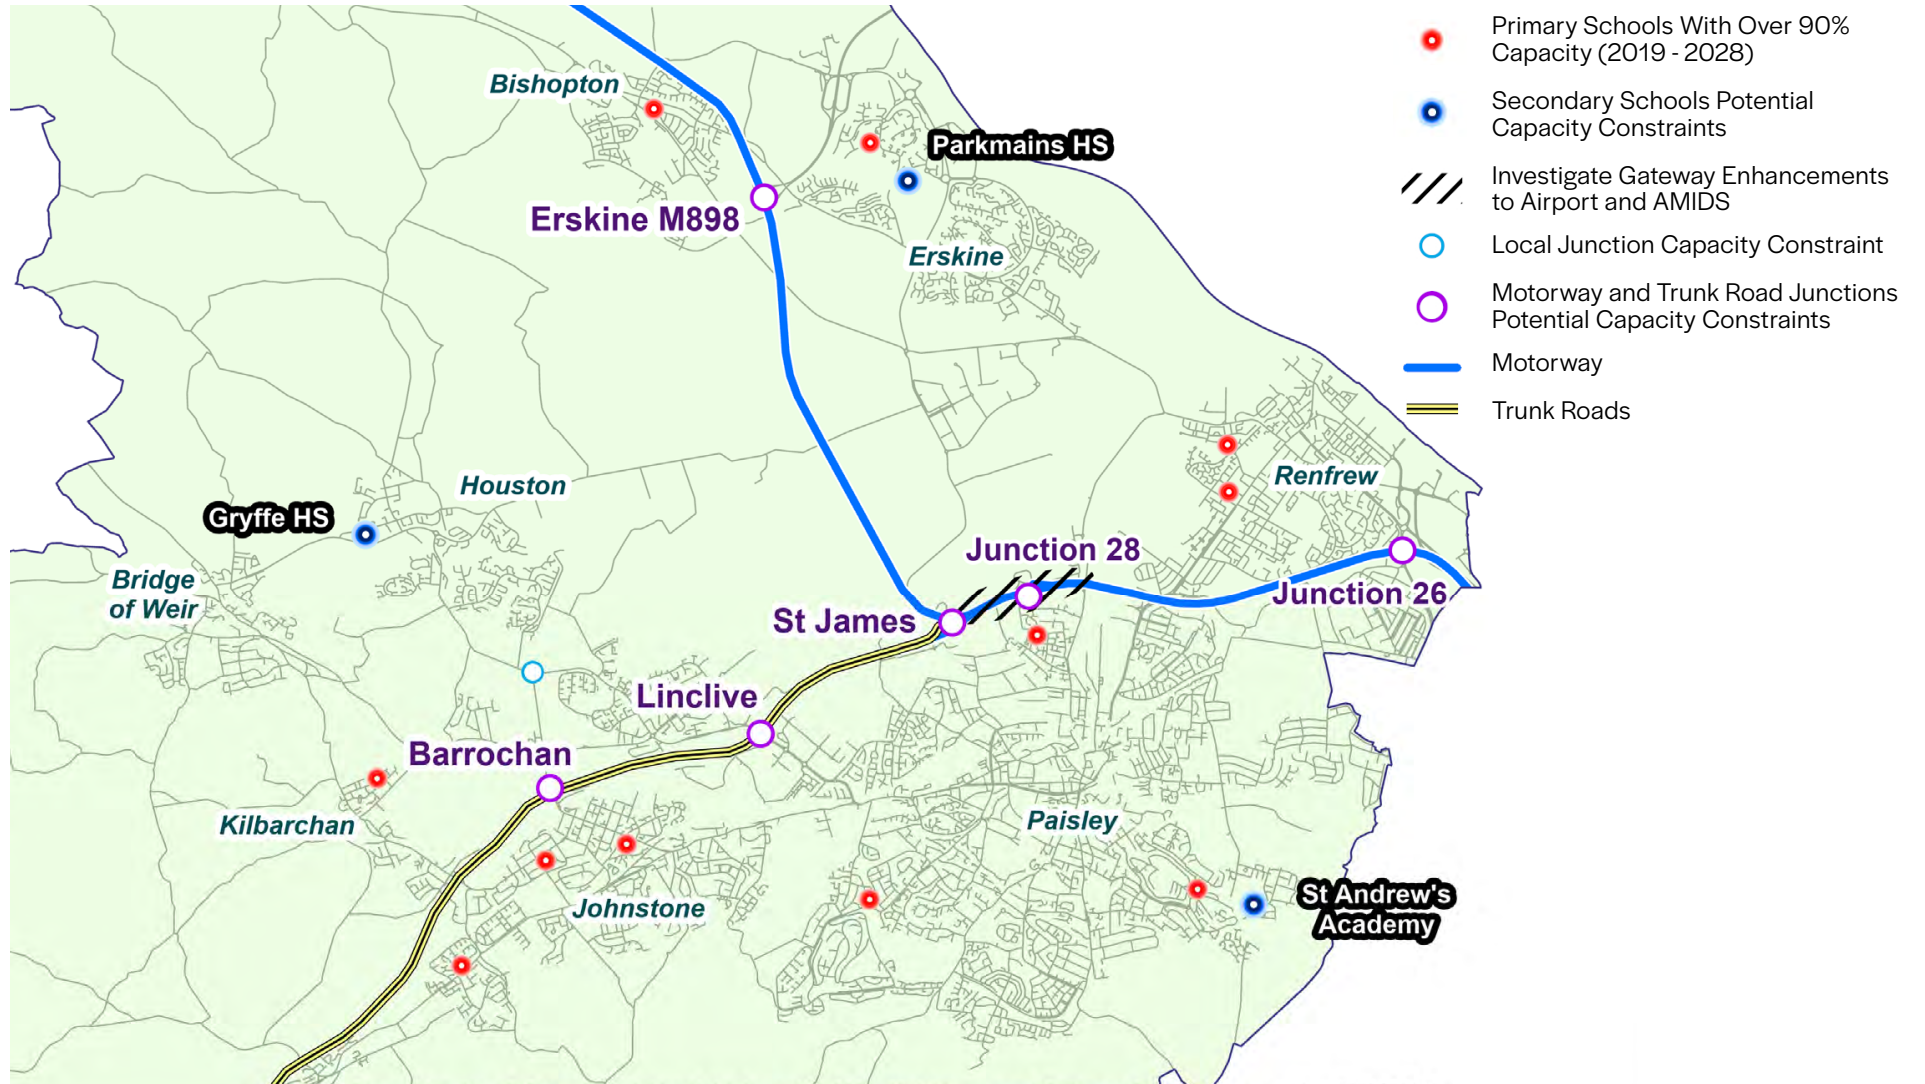 Bishopton
Parkmains HS
Erskine M898
Erskine
Houston
Gryffe HS
Renfrew
Bridge
of Weir
Junction 28
Junction 26
St James
Linclive
Barrochan
Kilbarchan
Paisley
Johnstone
St Andrew's
Academy
Primary Schools With Over 90%
Capacity (2019 - 2028)
Secondary Schools Potential
Capacity Constraints
Investigate Gateway Enhancements
to Airport and AMIDS
Local Junction Capacity Constraint
Motorway and Trunk Road Junctions
Potential Capacity Constraints
Motorway
Trunk Roads